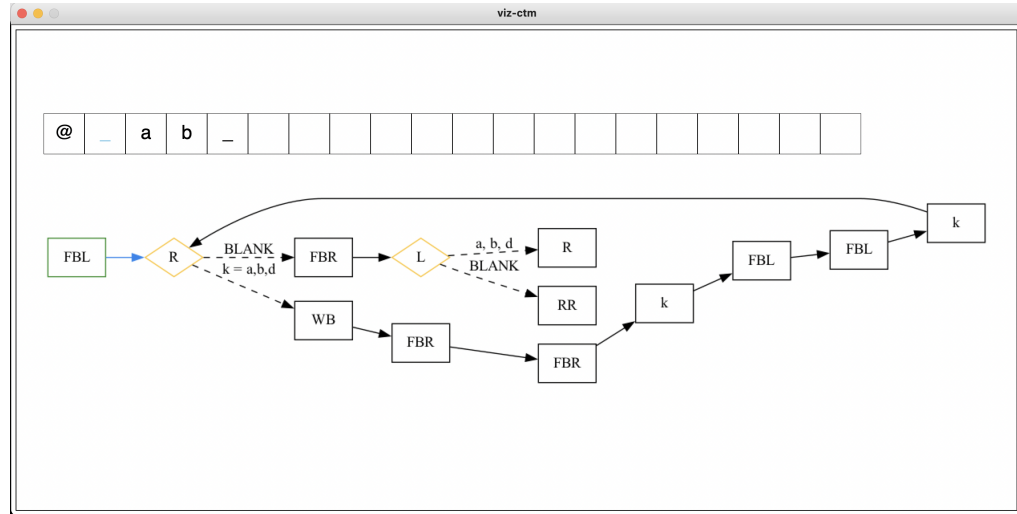 viz-ctm
@ _ a b _
FBL
R
BLANK
k = a,b,d
FBR
L
a, b, d
BLANK
R
RR
WB
FBR
FBR
k
FBL
FBL
k